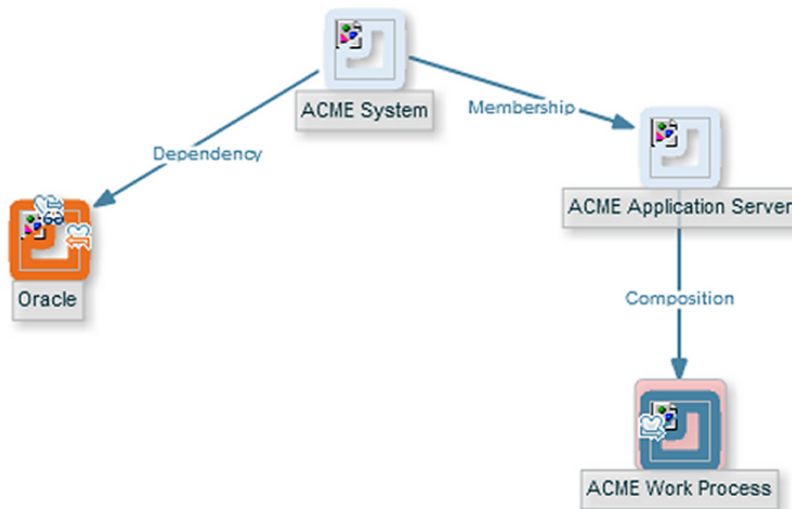 ACME System
Membership
Dependency
ACME Application Server
Oracle
Composition
ACME Work Process